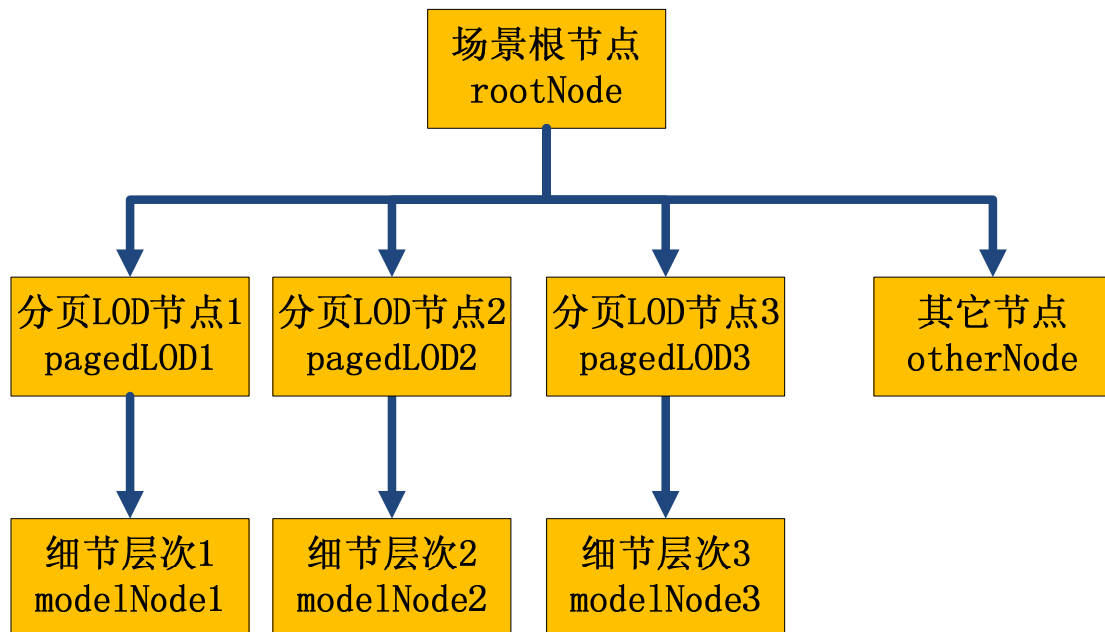 场景根节点
rootNode
分页LOD节点1
pagedLOD1
分页LOD节点2
pagedLOD2
分页LOD节点3
pagedLOD3
其它节点
otherNode
细节层次1
modelNode1
细节层次2
modelNode2
细节层次3
modelNode3